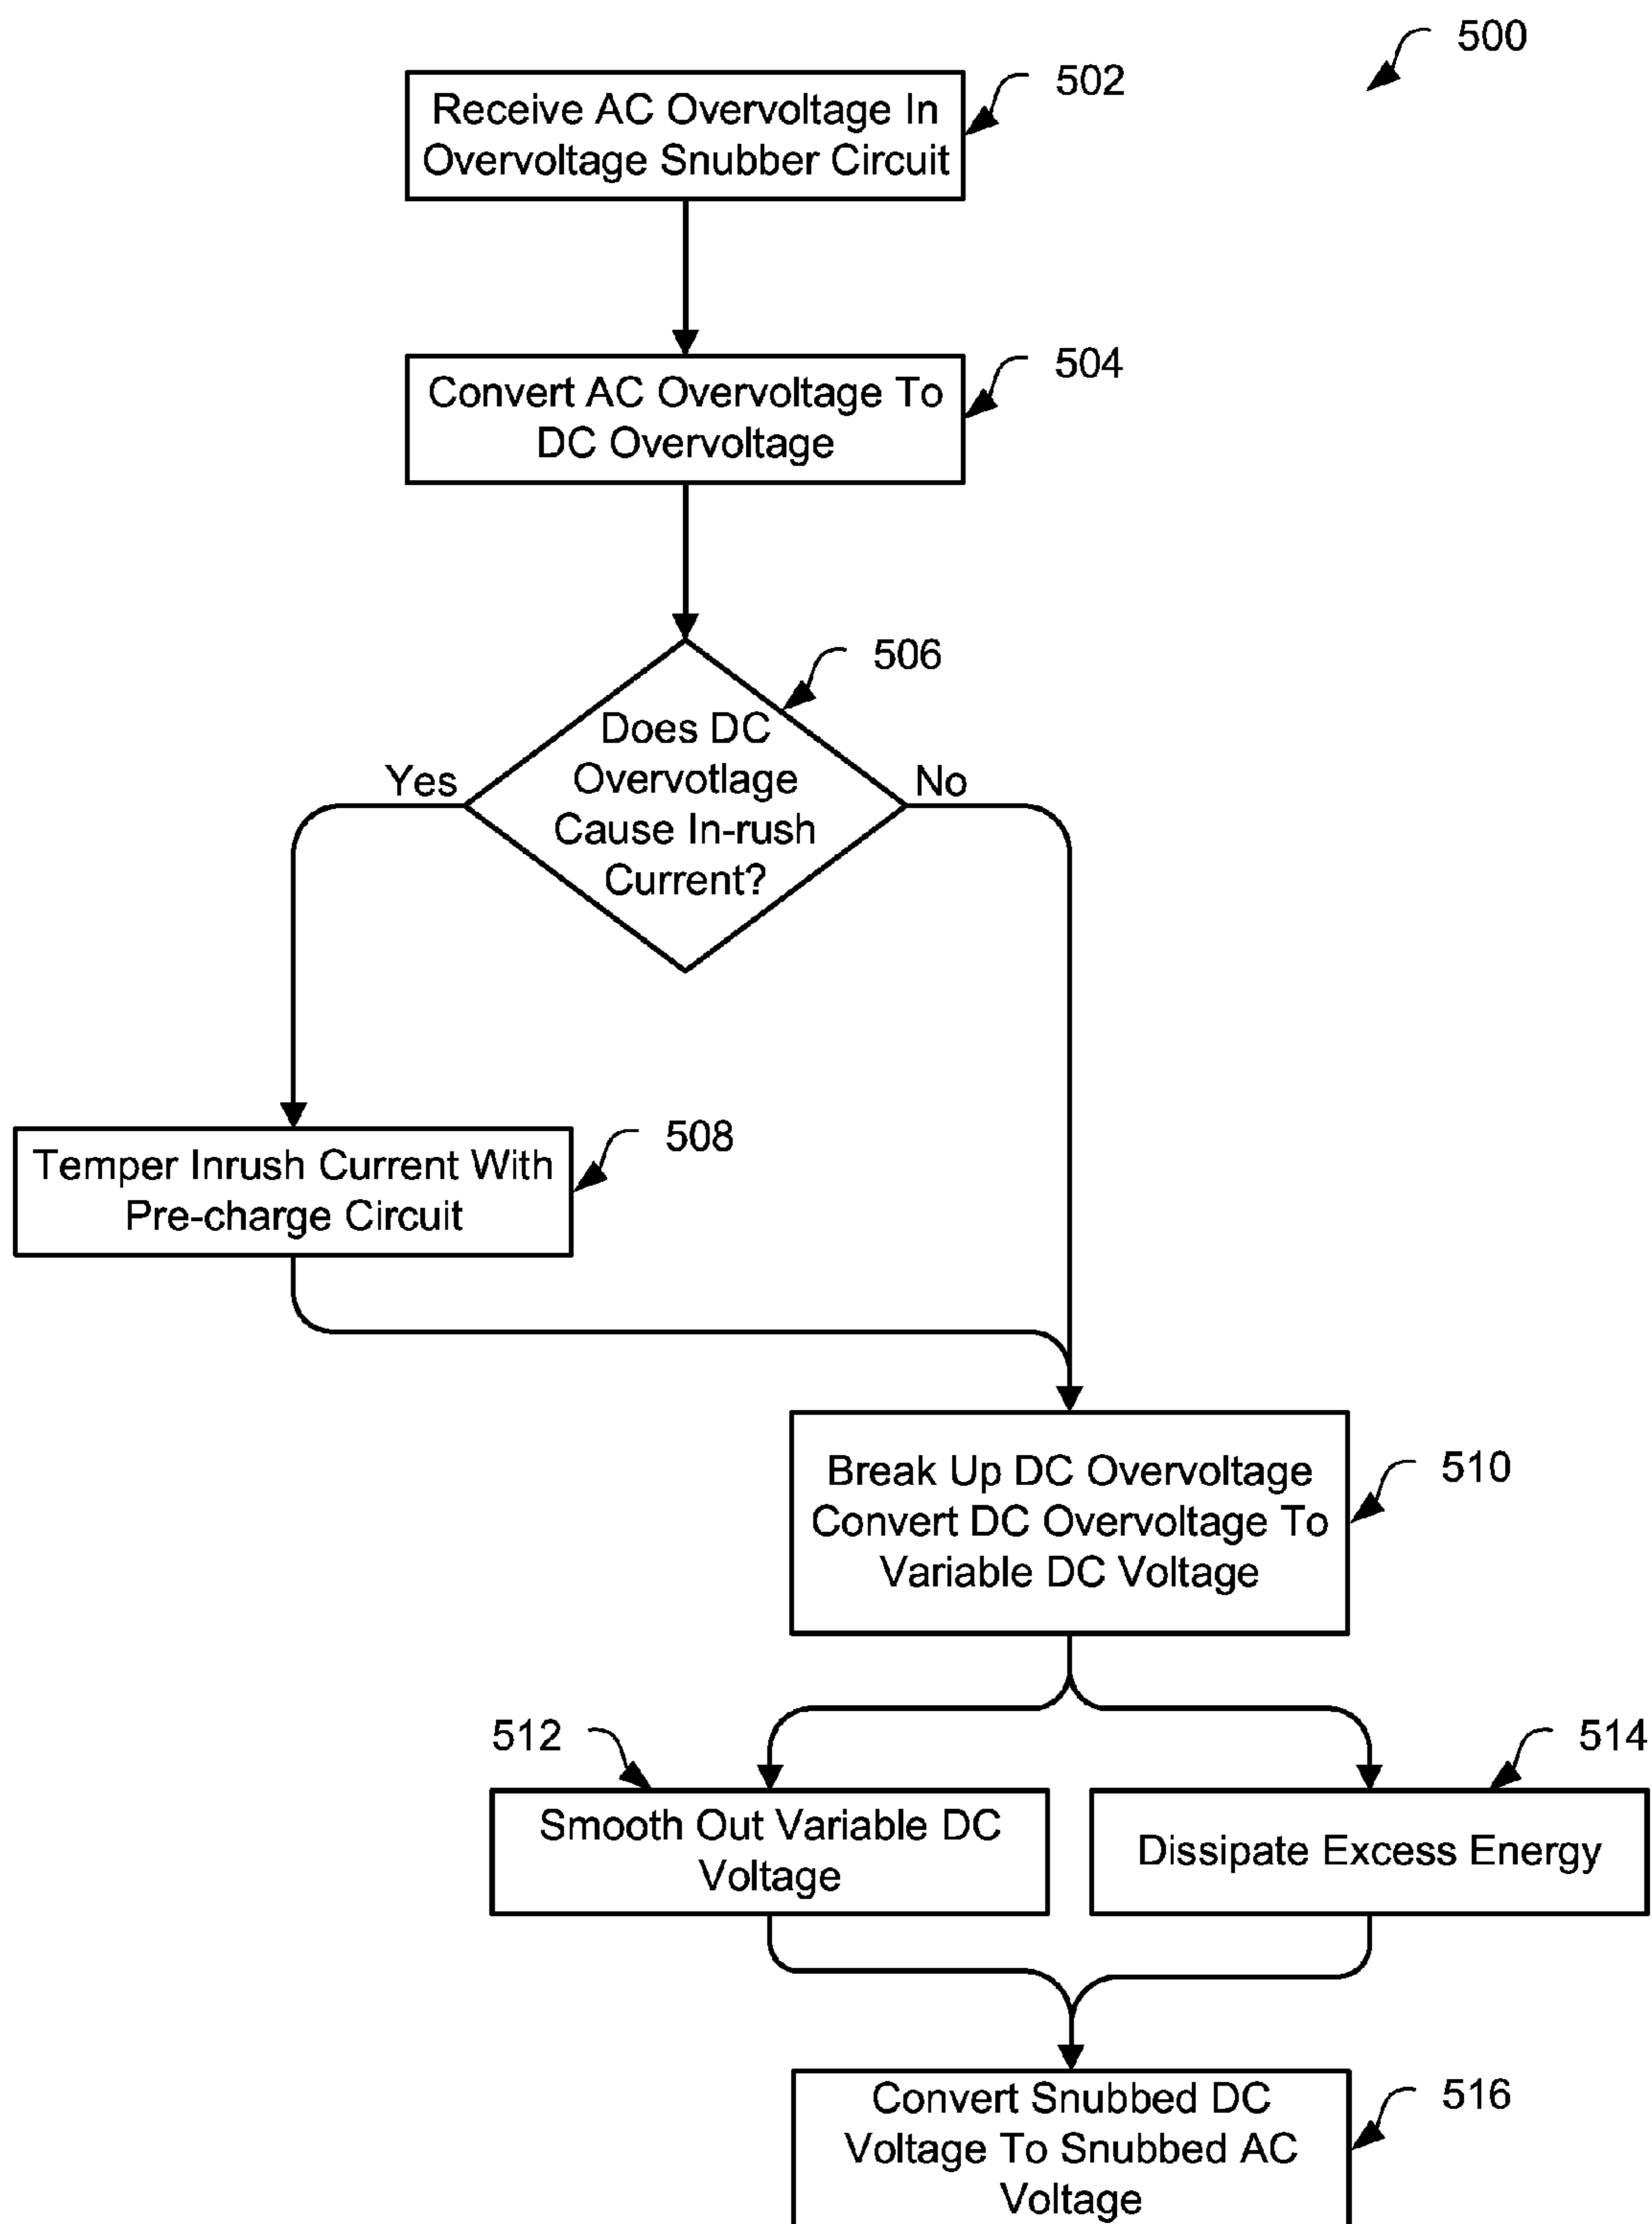 500
502
Receive AC Overvoltage In
Overvoltage Snubber Circuit
504
Convert AC Overvoltage To
DC Overvoltage
506
Does DC
Overvotlage
Cause In-rush
Current?
Yes
No
508
Temper Inrush Current With
Pre-charge Circuit
510
Break Up DC Overvoltage
Convert DC Overvoltage To
Variable DC Voltage
512
514
Smooth Out Variable DC
Voltage
Dissipate Excess Energy
516
Convert Snubbed DC
Voltage To Snubbed AC
Voltage